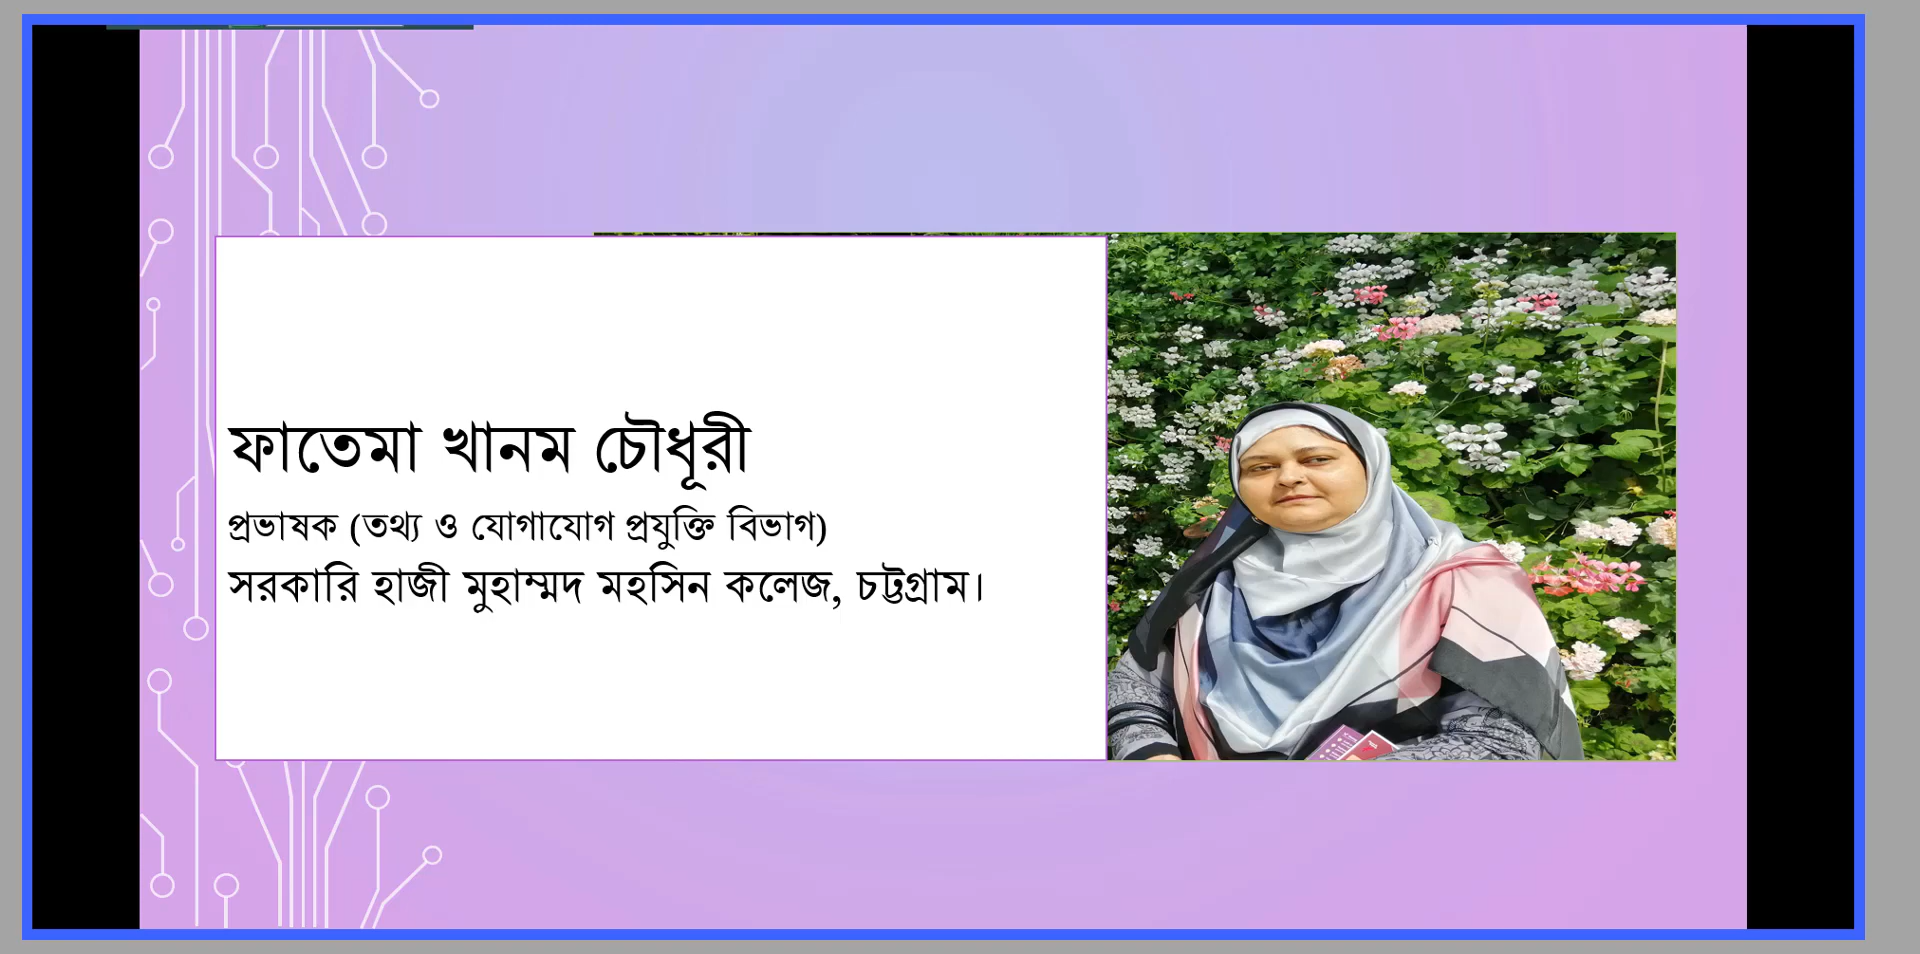 ফাতেমা খানম চৌধূরী
প্রভাষক (তথ্য ও যোগাযোগ প্রযুক্তি বিভাগ)
সরকারি হাজী মুহাম্মদ মহসিন কলেজ, চট্টগ্রাম।